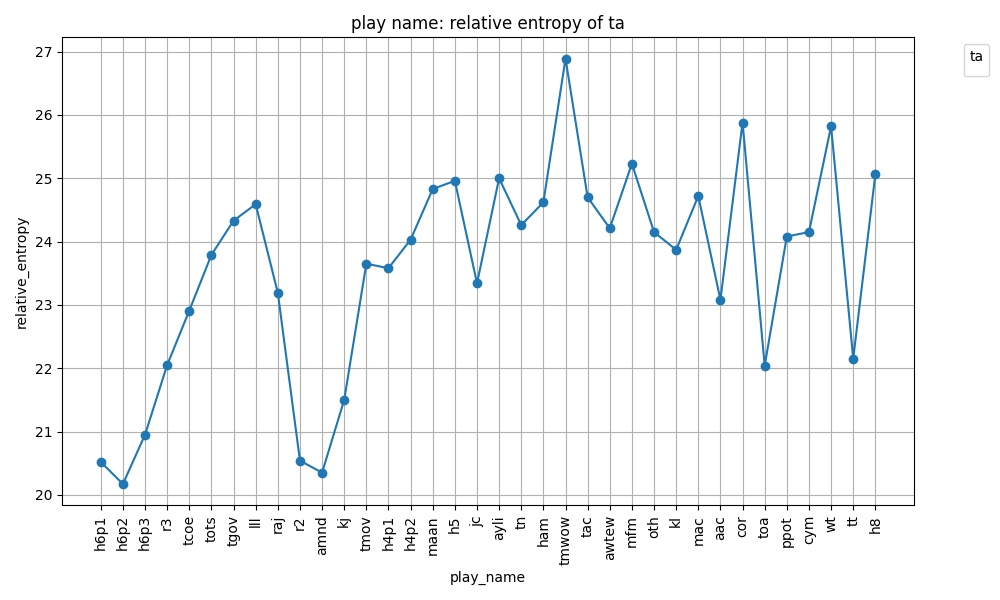 play name: relative entropy of ta
ta
27
26
25
24
23
22
21
20
relative_entropy
h6p1
h6p2
h6p3
r3
tcoe
tots
tgov
lll
raj
r2
amnd
kj
tmov
h4p1
h4p2
maan
h5
jc
ayli
tn
ham
tmwow
tac
awtew
mfm
oth
kl
mac
aac
cor
toa
ppot
cym
wt
tt
h8
play_name